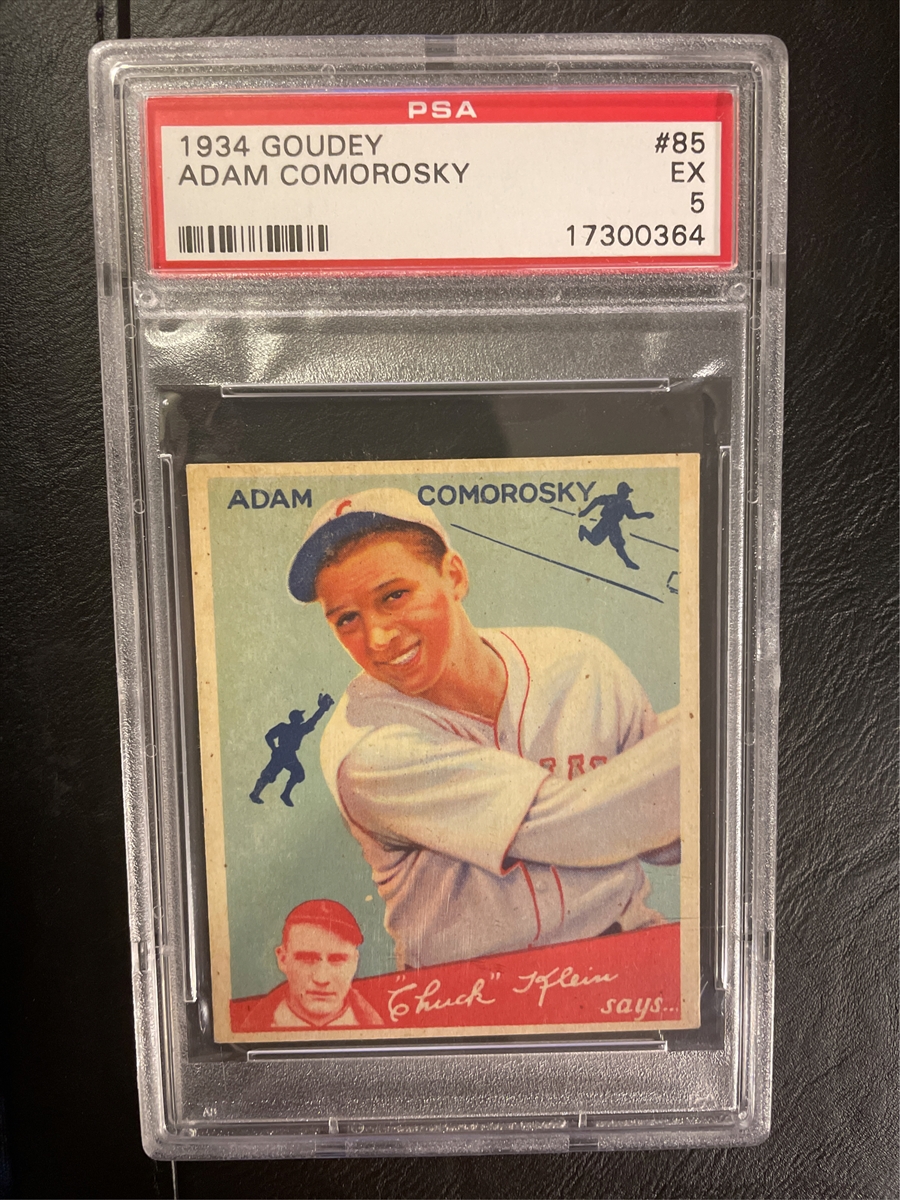 PSA
1934 GOUDEY #85
ADAM COMOROSKY EX
5
17300364
ADAM COMOROSKY
C
"Chuck" Klein
says...